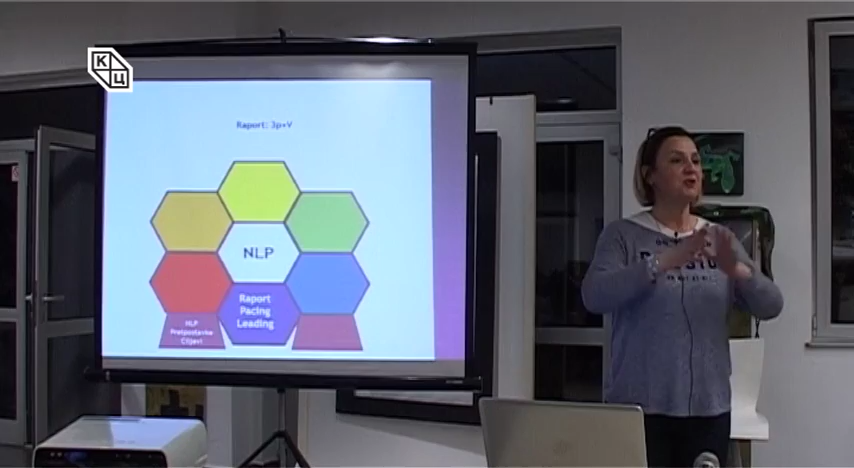 К
Ц
Raport: 3p+V
NLP
Raport
Pacing
Leading
NLP
Pretpostavke
Ciljevi